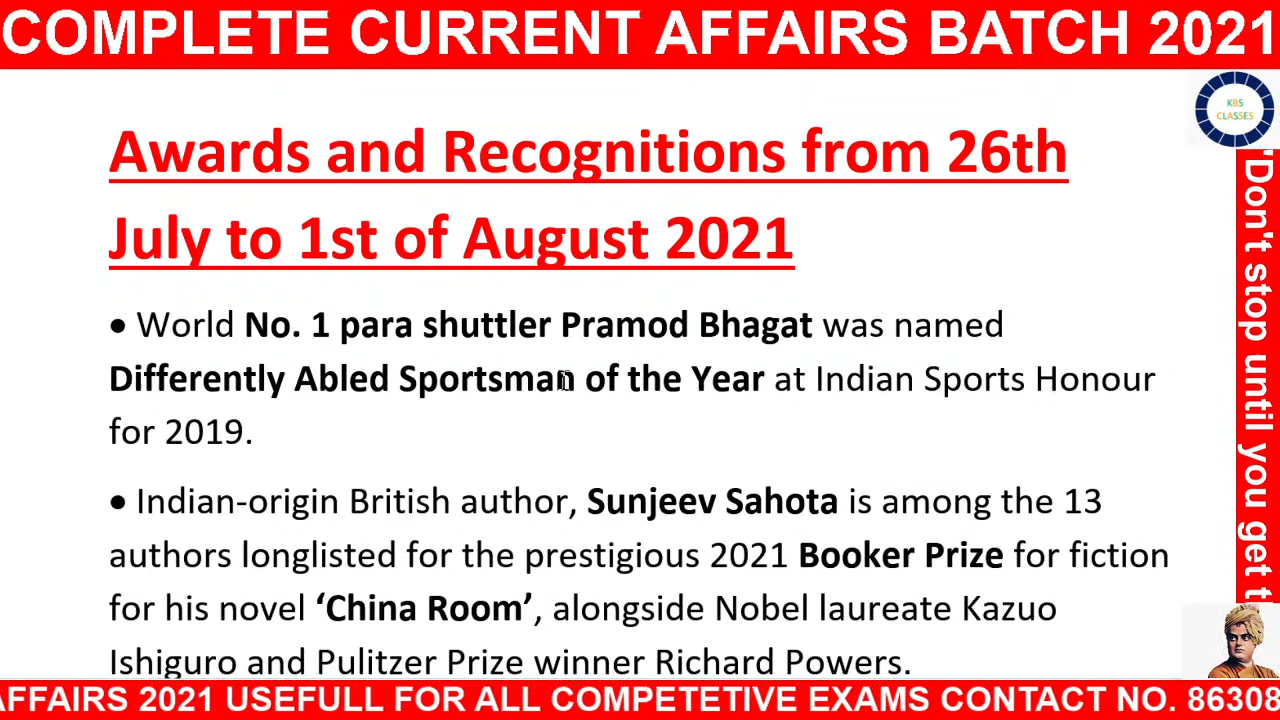 COMPLETE CURRENT AFFAIRS BATCH 2021
KBS
CLASSES
Awards and Recognitions from 26th
July to 1st of August 2021
• World No. 1 para shuttler Pramod Bhagat was named
Differently Abled Sportsman of the Year at Indian Sports Honour
for 2019.
• Indian-origin British author, Sunjeev Sahota is among the 13
authors longlisted for the prestigious 2021 Booker Prize for fiction
for his novel ‘China Room’, alongside Nobel laureate Kazuo
Ishiguro and Pulitzer Prize winner Richard Powers.
"Don't stop until you get t
AFFAIRS 2021 USEFULL FOR ALL COMPETETIVE EXAMS CONTACT NO. 86308